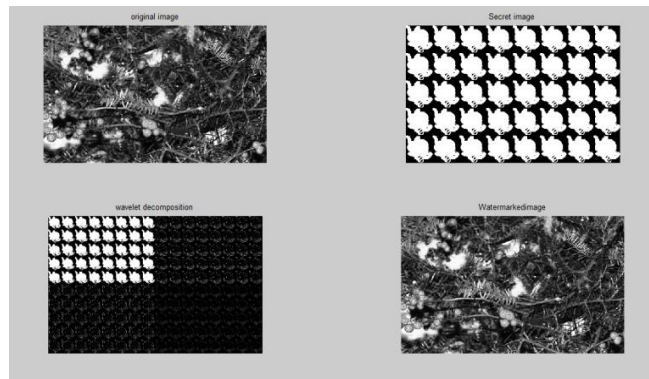 original image
Secret image
wavelet decomposition
Watermarkedimage